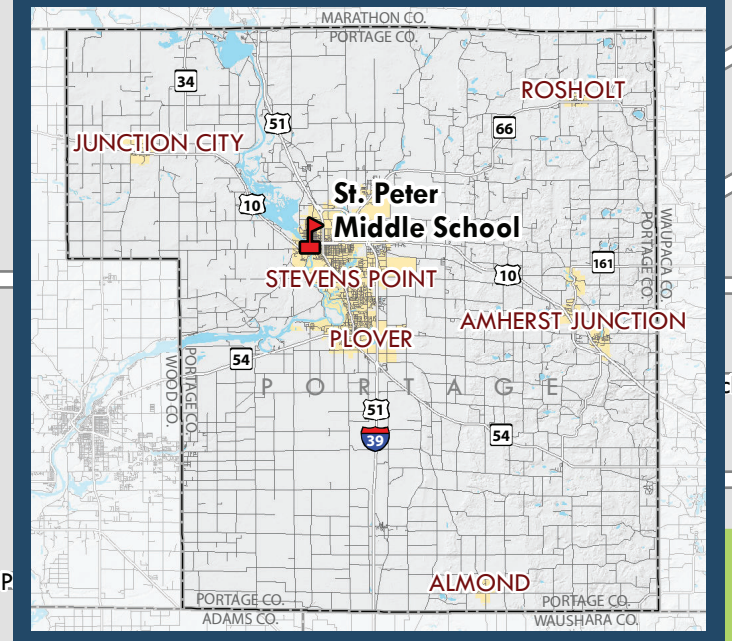 MARATHON CO.
PORTAGE CO.
34
ROSHOLT
51
66
JUNCTION CITY
St. Peter
Middle School
10
WAUPACA CO.
PORTAGE CO.
161
STEVENS POINT
10
AMHERST JUNCTION
PLOVER
54
PORTAGE CO.
WOOD CO.
PORTAGE
51
39
54
P
ALMOND
PORTAGE CO.
ADAMS CO.
PORTAGE CO.
WAUSHARA CO.